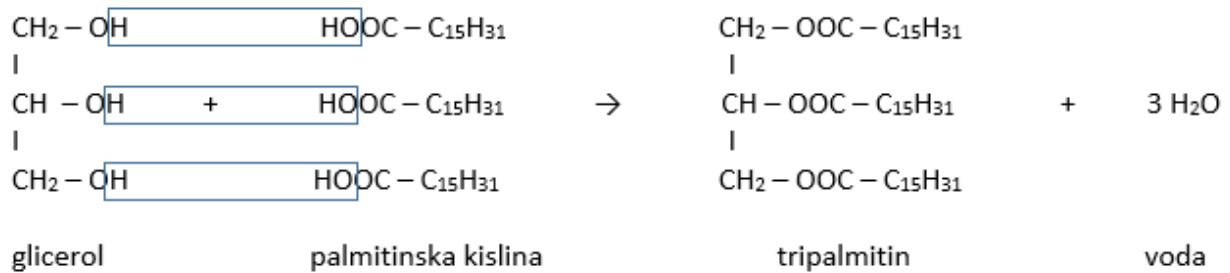 CH₂ – OH HOOC – C₁₅H₃₁ CH₂ – OOC – C₁₅H₃₁
I I
CH – OH + HOOC – C₁₅H₃₁ → CH – OOC – C₁₅H₃₁ + 3 H₂O
I I
CH₂ – OH HOOC – C₁₅H₃₁ CH₂ – OOC – C₁₅H₃₁
glicerol palmitinska kislina tripalmitin voda